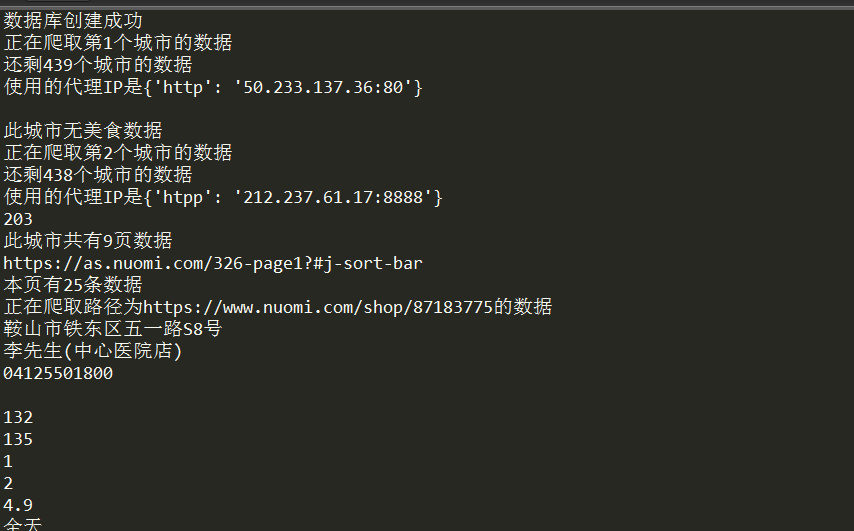 数据库创建成功
正在爬取第1个城市的数据
还剩439个城市的数据
使用的代理IP是{'http': '50.233.137.36:80'}
此城市无美食数据
正在爬取第2个城市的数据
还剩438个城市的数据
使用的代理IP是{'htpp': '212.237.61.17:8888'}
203
此城市共有9页数据
https://as.nuomi.com/326-page1?#j-sort-bar
本页有25条数据
正在爬取路径为https://www.nuomi.com/shop/87183775的数据
鞍山市铁东区五一路S8号
李先生(中心医院店)
04125501800
132
135
1
2
4.9
全天